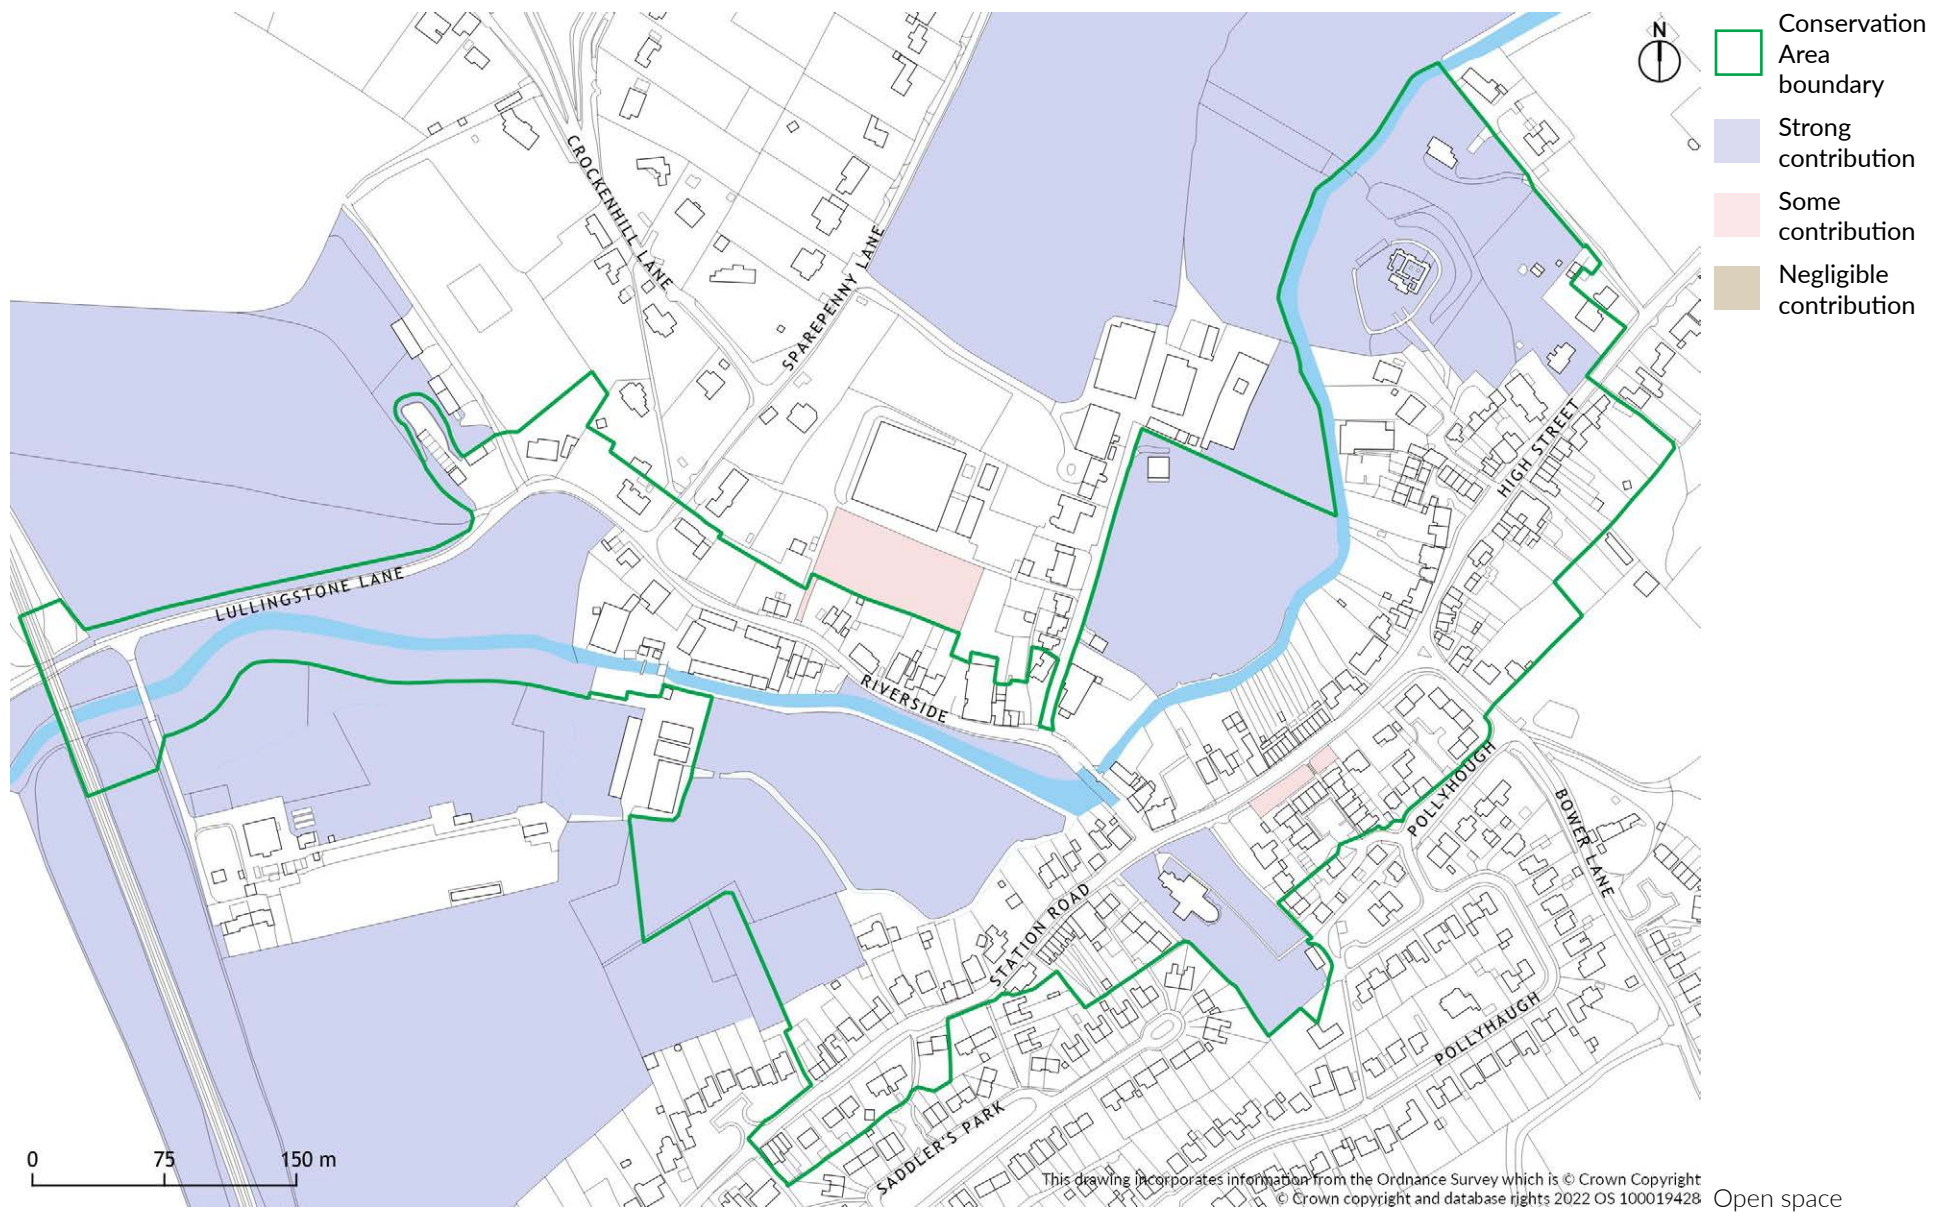 Conservation
Area
boundary
Strong
contribution
Some
contribution
Negligible
contribution
N
CROCKENHILL LANE
SPAREPENNY LANE
HIGH STREET
LULLINGSTONE LANE
RIVERSIDE
POLLYHOUGH
BOWER LANE
STATION ROAD
POLLYHAUGH
SADDLER'S PARK
0 75 150 m
This drawing incorporates information from the Ordnance Survey which is © Crown Copyright
© Crown copyright and database rights 2022 OS 100019428
Open space